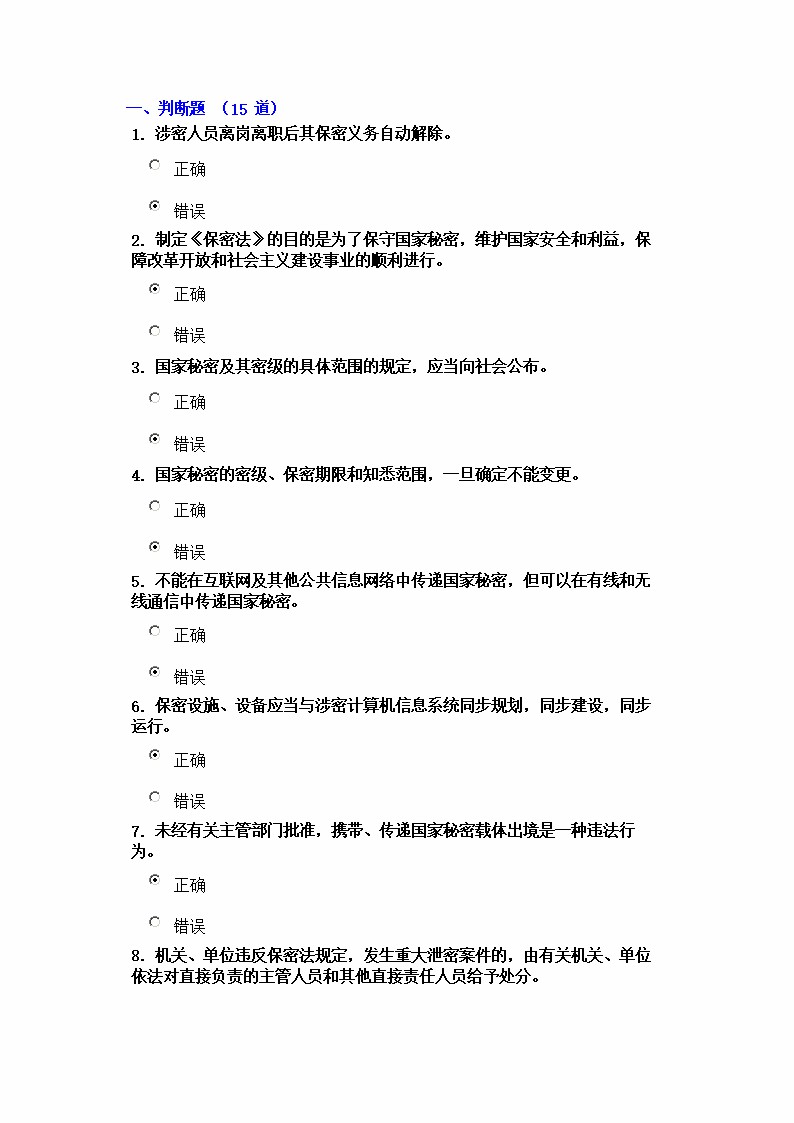 一、判断题 （15 道）
1. 涉密人员离岗离职后其保密义务自动解除。
正确
错误
2. 制定《保密法》的目的是为了保守国家秘密，维护国家安全和利益，保
障改革开放和社会主义建设事业的顺利进行。
正确
错误
3. 国家秘密及其密级的具体范围的规定，应当向社会公布。
正确
错误
4. 国家秘密的密级、保密期限和知悉范围，一旦确定不能变更。
正确
错误
5. 不能在互联网及其他公共信息网络中传递国家秘密，但可以在有线和无
线通信中传递国家秘密。
正确
错误
6. 保密设施、设备应当与涉密计算机信息系统同步规划，同步建设，同步
运行。
正确
错误
7. 未经有关主管部门批准，携带、传递国家秘密载体出境是一种违法行
为。
正确
错误
8. 机关、单位违反保密法规定，发生重大泄密案件的，由有关机关、单位
依法对直接负责的主管人员和其他直接责任人员给予处分。